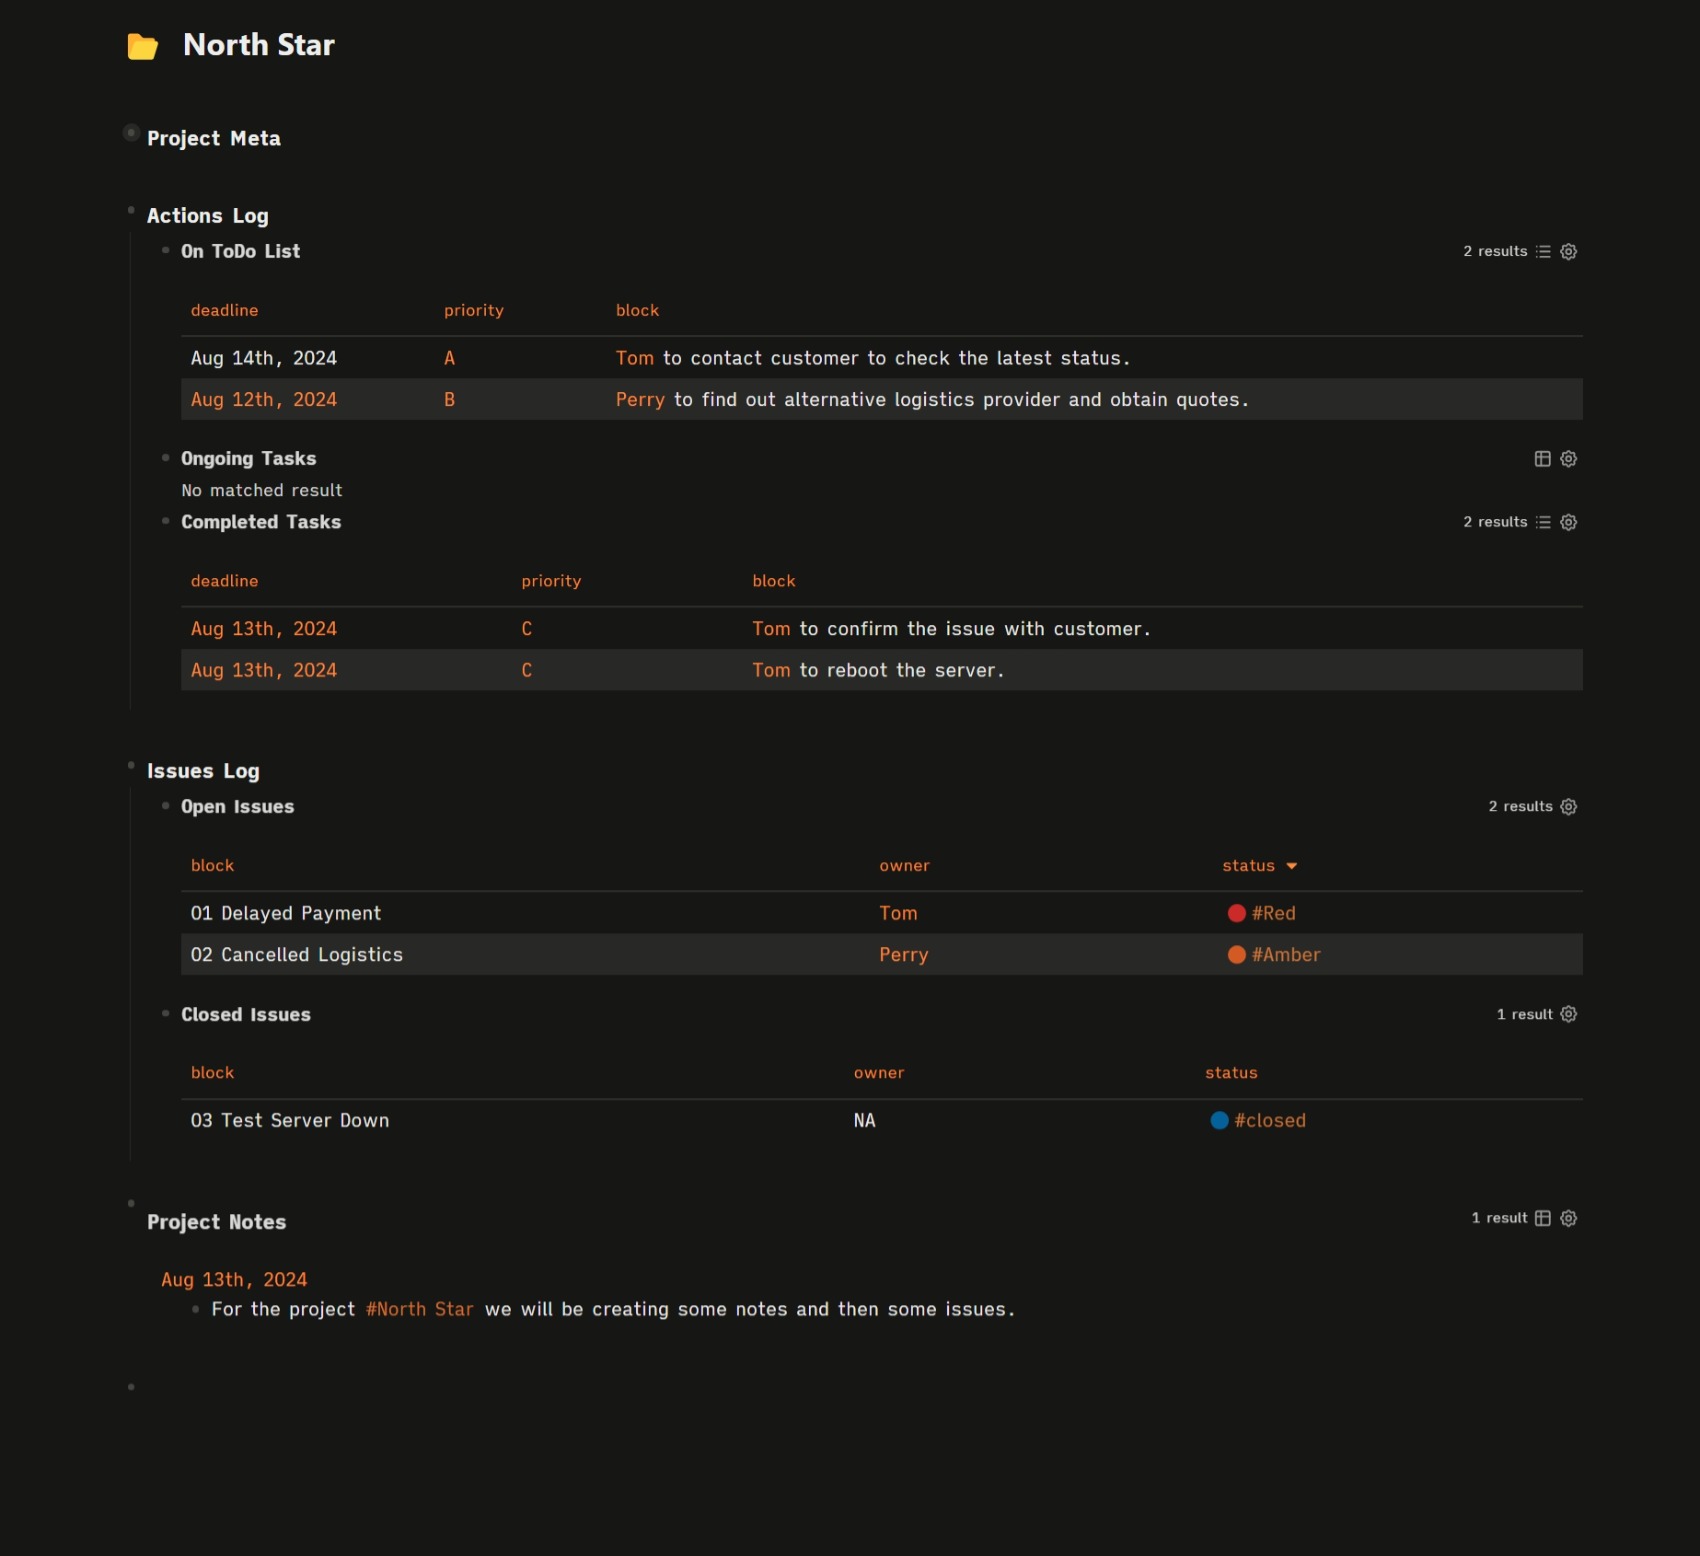 North Star
Project Meta
Actions Log
On ToDo List 2 results
deadline priority block
Aug 14th, 2024 A Tom to contact customer to check the latest status.
Aug 12th, 2024 B Perry to find out alternative logistics provider and obtain quotes.
Ongoing Tasks
No matched result
Completed Tasks 2 results
deadline priority block
Aug 13th, 2024 C Tom to confirm the issue with customer.
Aug 13th, 2024 C Tom to reboot the server.
Issues Log
Open Issues 2 results
block owner status
01 Delayed Payment Tom #Red
02 Cancelled Logistics Perry #Amber
Closed Issues 1 result
block owner status
03 Test Server Down NA #closed
Project Notes 1 result
Aug 13th, 2024
For the project #North Star we will be creating some notes and then some issues.